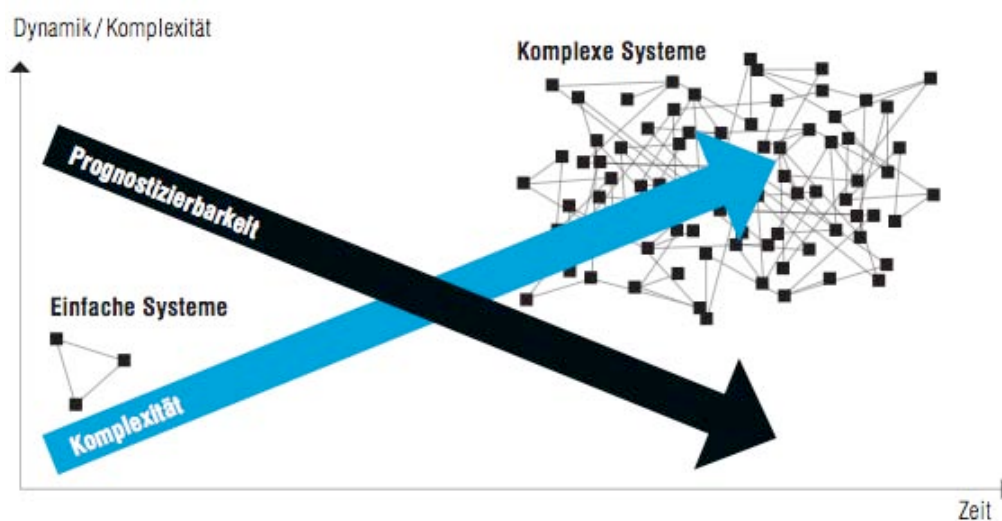 Dynamik / Komplexität
Komplexe Systeme
Prognostizierbarkeit
Einfache Systeme
Komplexität
Zeit